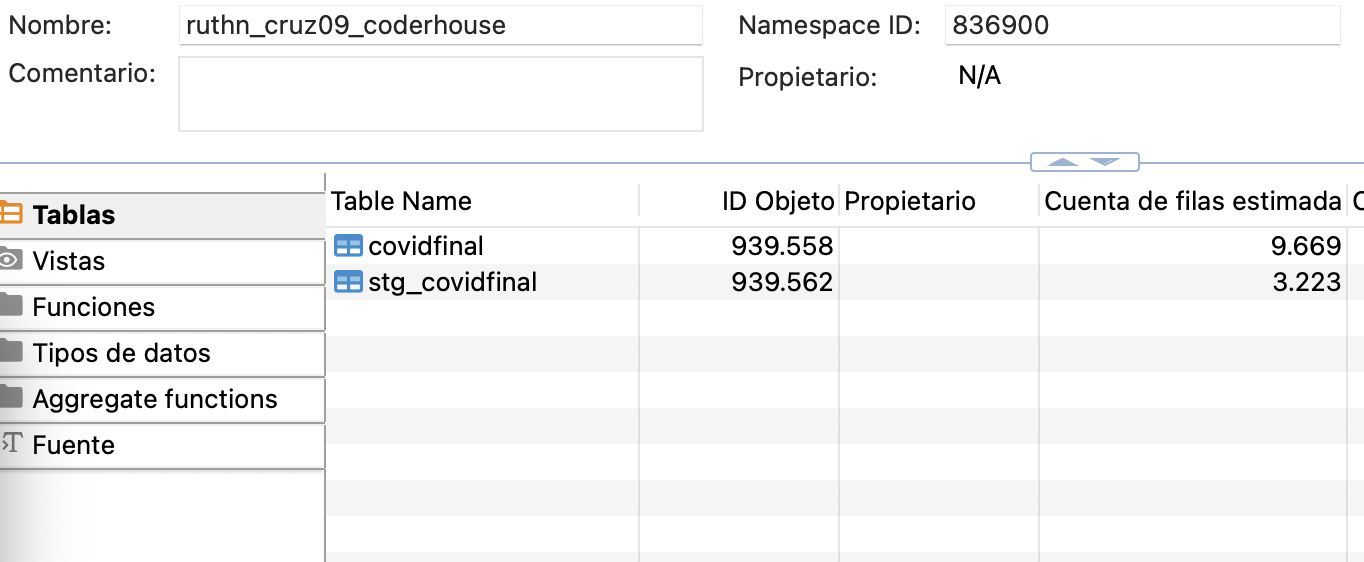 Nombre: ruthn_cruz09_coderhouse Namespace ID: 836900
Comentario: Propietario: N/A
Table Name ID Objeto Propietario Cuenta de filas estimada
Tablas
covidfinal 939.558 9.669
Vistas
stg_covidfinal 939.562 3.223
Funciones
Tipos de datos
Aggregate functions
Fuente